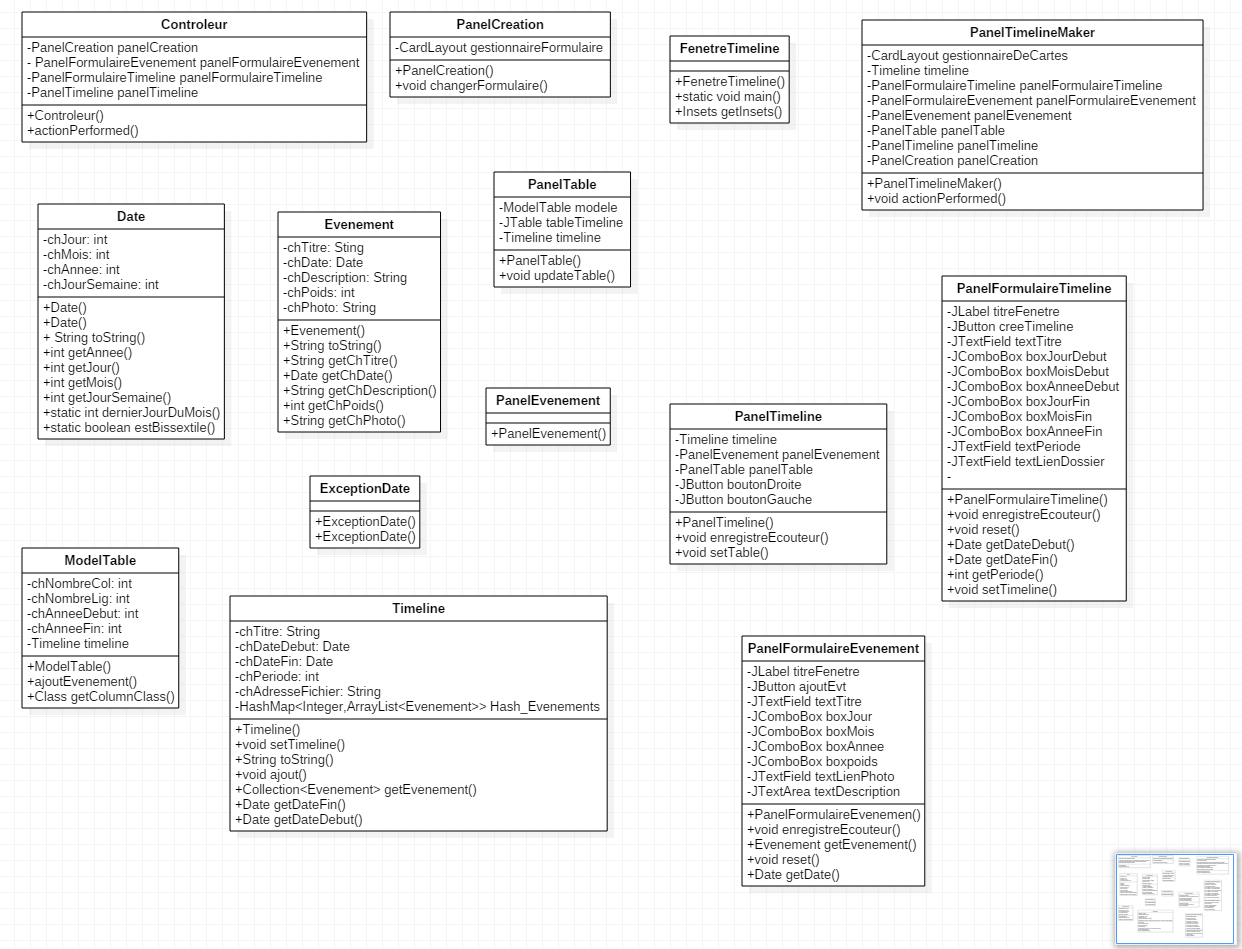 Controleur
-PanelCreation panelCreation
- PanelFormulaireEvenement panelFormulaireEvenement
-PanelFormulaireTimeline panelFormulaireTimeline
-PanelTimeline panelTimeline
+Controleur()
+actionPerformed()
PanelCreation
-CardLayout gestionnaireFormulaire
+PanelCreation()
+void changerFormulaire()
FenetreTimeline
+FenetreTimeline()
+static void main()
+Insets getInsets()
PanelTimelineMaker
-CardLayout gestionnaireDeCartes
-Timeline timeline
-PanelFormulaireTimeline panelFormulaireTimeline
-PanelFormulaireEvenement panelFormulaireEvenement
-PanelEvenement panelEvenement
-PanelTable panelTable
-PanelTimeline panelTimeline
-PanelCreation panelCreation
+PanelTimelineMaker()
+void actionPerformed()
Date
-chJour: int
-chMois: int
-chAnnee: int
-chJourSemaine: int
+Date()
+Date()
+ String toString()
+int getAnnee()
+int getJour()
+int getMois()
+int getJourSemaine()
+static int dernierJourDuMois()
+static boolean estBissextile()
Evenement
-chTitre: Sting
-chDate: Date
-chDescription: String
-chPoids: int
-chPhoto: String
+Evenement()
+String toString()
+String getChTitre()
+Date getChDate()
+String getChDescription()
+int getChPoids()
+String getChPhoto()
PanelTable
-ModelTable modele
-JTable tableTimeline
-Timeline timeline
+PanelTable()
+void updateTable()
PanelEvenement
+PanelEvenement()
PanelTimeline
-Timeline timeline
-PanelEvenement panelEvenement
-PanelTable panelTable
-JButton boutonDroite
-JButton boutonGauche
+PanelTimeline()
+void enregistreEcouteur()
+void setTable()
PanelFormulaireTimeline
-JLabel titreFenetre
-JButton creeTimeline
-JTextField textTitre
-JComboBox boxJourDebut
-JComboBox boxMoisDebut
-JComboBox boxAnneeDebut
-JComboBox boxJourFin
-JComboBox boxMoisFin
-JComboBox boxAnneeFin
-JTextField textPeriode
-JTextField textLienDossier
-
+PanelFormulaireTimeline()
+void enregistreEcouteur()
+void reset()
+Date getDateDebut()
+Date getDateFin()
+int getPeriode()
+void setTimeline()
ExceptionDate
+ExceptionDate()
+ExceptionDate()
ModelTable
-chNombreCol: int
-chNombreLig: int
-chAnneeDebut: int
-chAnneeFin: int
-Timeline timeline
+ModelTable()
+ajoutEvenement()
+Class getColumnClass()
Timeline
-chTitre: String
-chDateDebut: Date
-chDateFin: Date
-chPeriode: int
-chAdresseFichier: String
-HashMap<Integer,ArrayList<Evenement>> Hash_Evenements
+Timeline()
+void setTimeline()
+String toString()
+void ajout()
+Collection<Evenement> getEvenement()
+Date getDateFin()
+Date getDateDebut()
PanelFormulaireEvenement
-JLabel titreFenetre
-JButton ajoutEvt
-JTextField textTitre
-JComboBox boxJour
-JComboBox boxMois
-JComboBox boxAnnee
-JComboBox boxpoids
-JTextField textLienPhoto
-JTextArea textDescription
+PanelFormulaireEvenemen()
+void enregistreEcouteur()
+Evenement getEvenement()
+void reset()
+Date getDate()